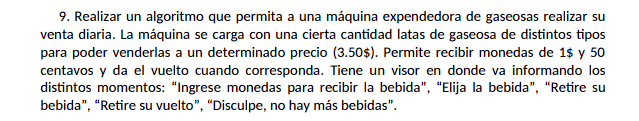 9. Realizar un algoritmo que permita a una máquina expendedora de gaseosas realizar su
venta diaria. La máquina se carga con una cierta cantidad latas de gaseosa de distintos tipos
para poder venderlas a un determinado precio (3.50$). Permite recibir monedas de 1$ y 50
centavos y da el vuelto cuando corresponda. Tiene un visor en donde va informando los
distintos momentos: “Ingrese monedas para recibir la bebida”, “Elija la bebida”, “Retire su
bebida”, “Retire su vuelto”, “Disculpe, no hay más bebidas”.